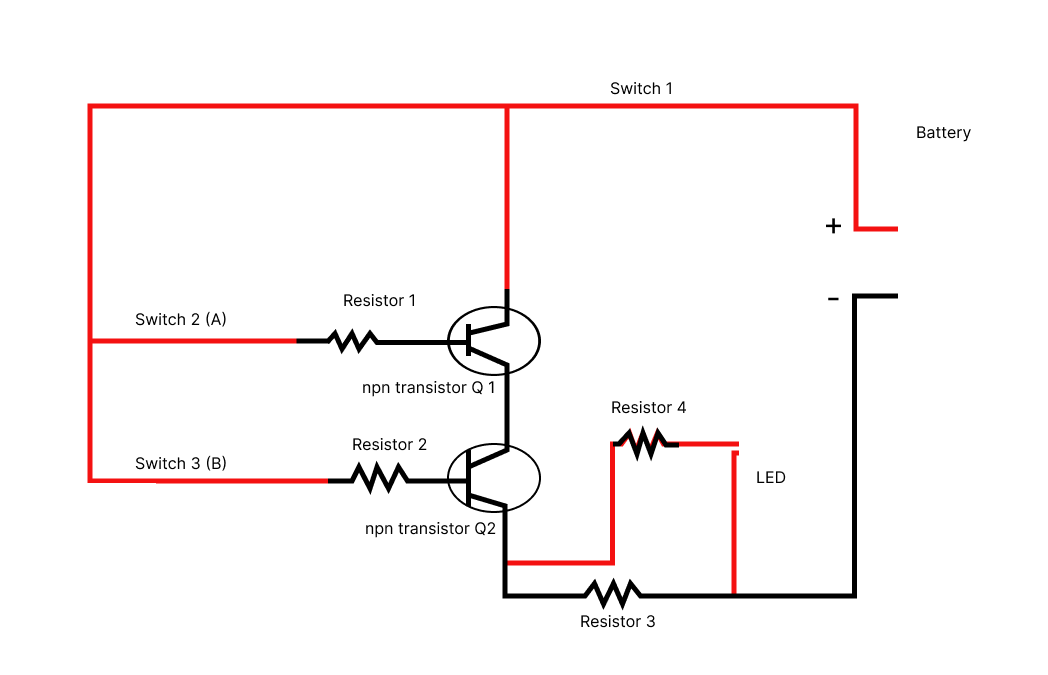 Switch 1
Battery
+
-
Resistor 1
Switch 2 (A)
npn transistor Q 1
Resistor 4
Resistor 2
Switch 3 (B)
LED
npn transistor Q2
Resistor 3